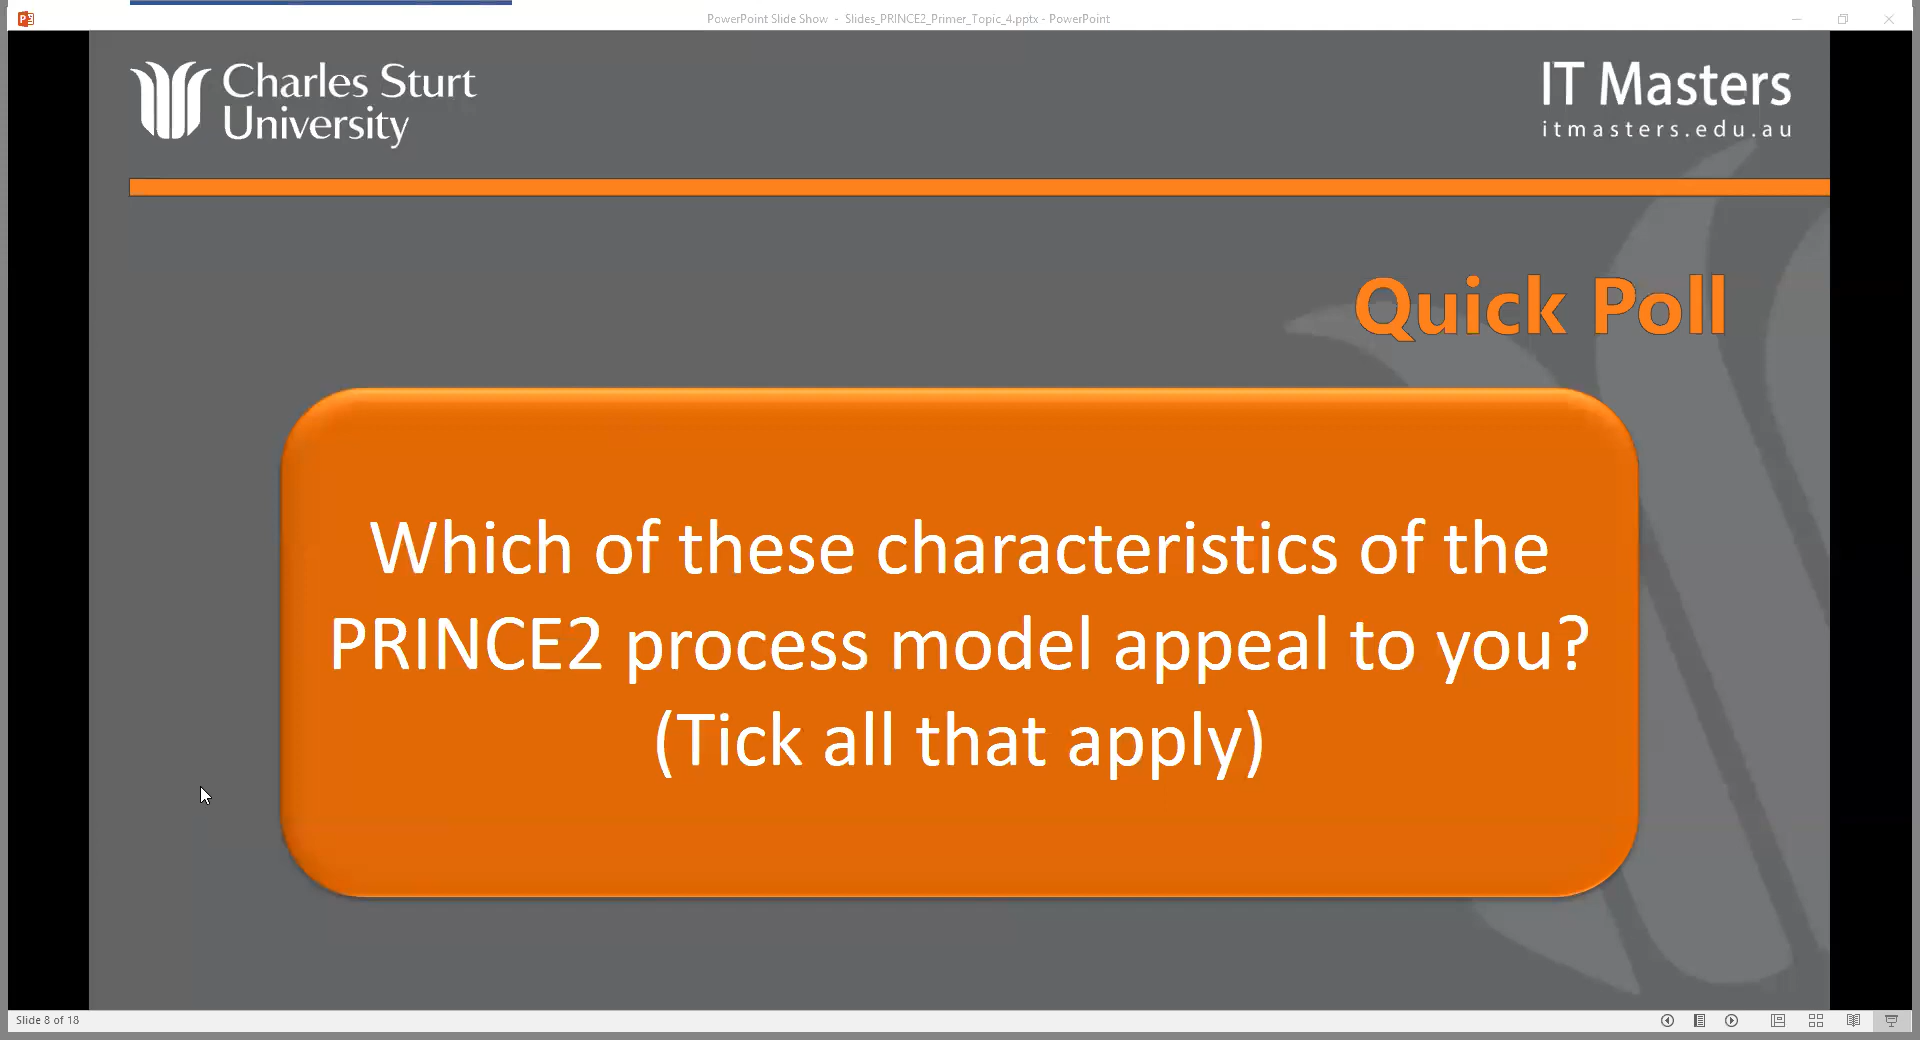 PowerPoint Slide Show - Slides_PRINCE2_Primer_Topic_4.pptx - PowerPoint
Charles Sturt
University
IT Masters
itmasters.edu.au
Quick Poll
Which of these characteristics of the
PRINCE2 process model appeal to you?
(Tick all that apply)
Slide 8 of 18